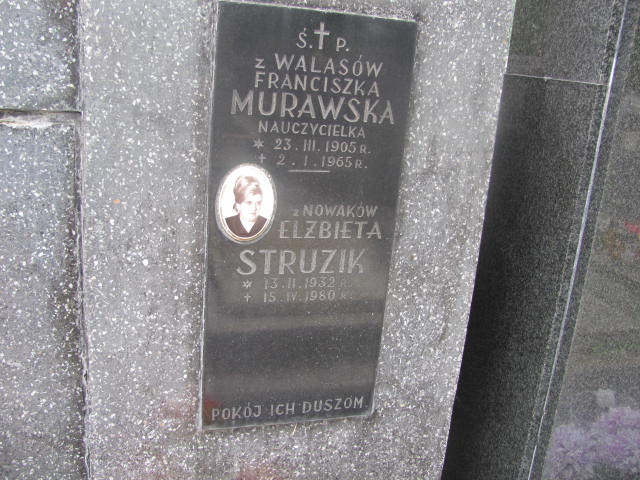 Ś. † P.
z WALASÓW
FRANCISZKA
MURAWSKA
NAUCZYCIELKA
* 23.III.1905 R.
† 2.I.1965 R.
z NOWAKÓW
ELŻBIETA
STRUZIK
* 13.II.1932 R.
† 15.IV.1980 R.
POKÓJ ICH DUSZOM.